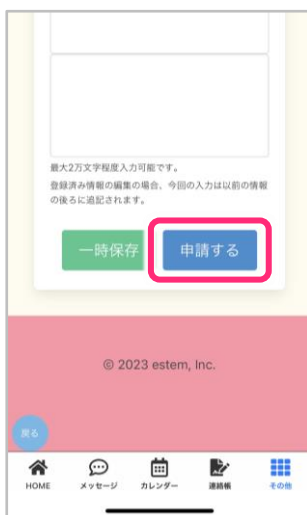 最大2万文字程度入力可能です。
登録済み情報の編集の場合、今回の入力は以前の情報
の後ろに追記されます。
一時保存
申請する
© 2023 estem, Inc.
戻る
HOME
メッセージ
カレンダー
連絡帳
その他